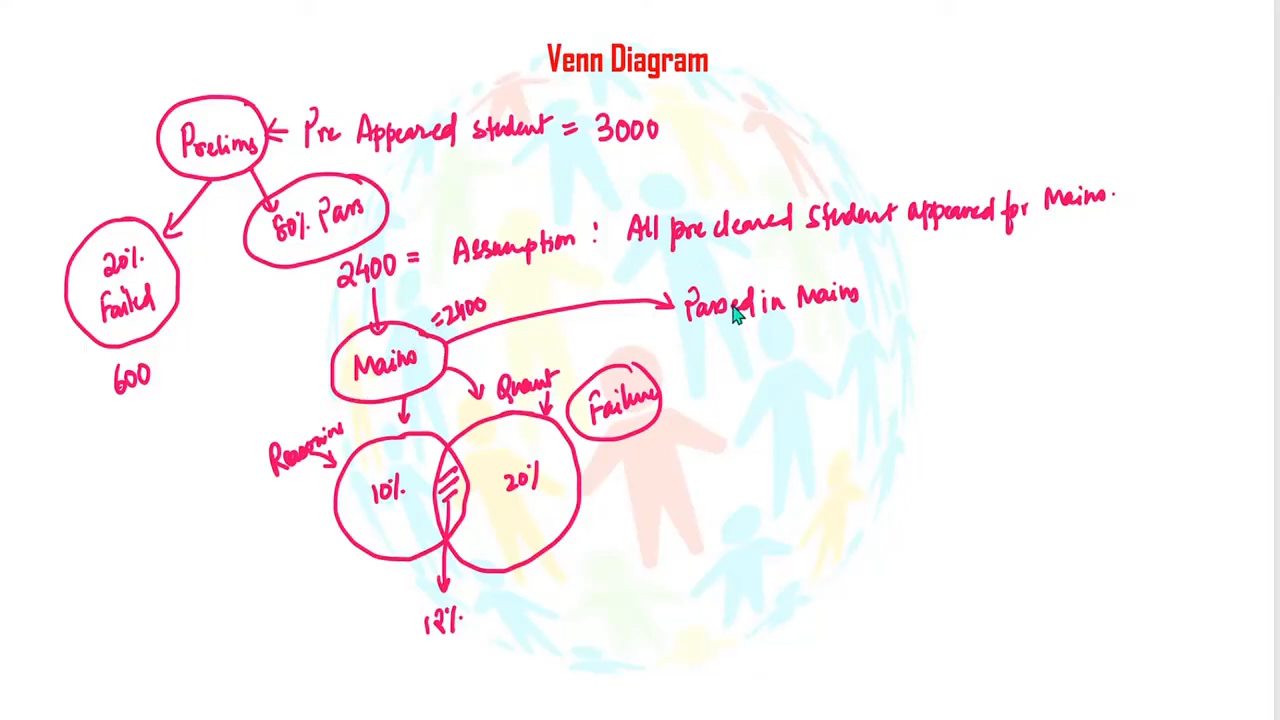 Venn Diagram
Prelims
Pre Appeared student = 3000
80% Pass
20%
Failed
600
2400 = Assumption : All pre cleared student appeared for Mains.
= 2400
Passed in Mains
Mains
Quant
Failure
Reasoning
10%
20%
12%